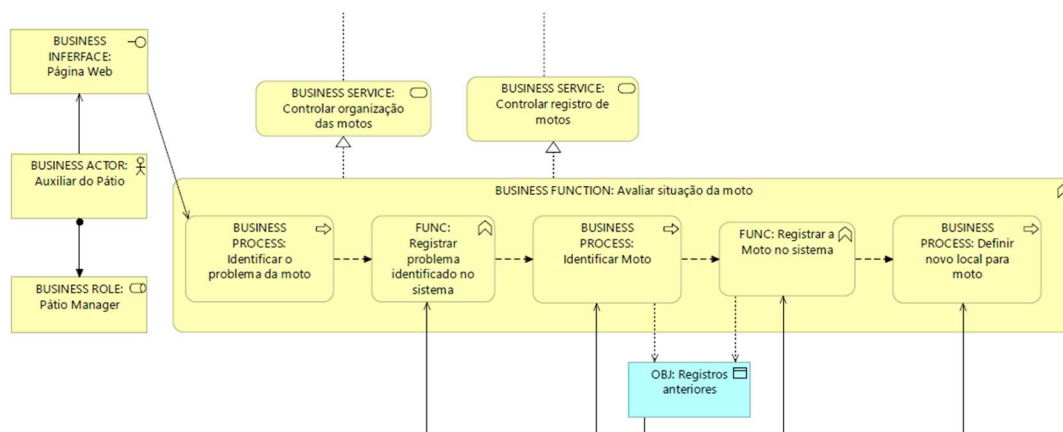 BUSINESS
INFERFACE:
Página Web
BUSINESS ACTOR:
Auxiliar do Pátio
BUSINESS ROLE:
Pátio Manager
BUSINESS SERVICE:
Controlar organização
das motos
BUSINESS SERVICE:
Controlar registro de
motos
BUSINESS FUNCTION: Avaliar situação da moto
BUSINESS
PROCESS:
Identificar o
problema da moto
FUNC:
Registrar
problema
identificado no
sistema
BUSINESS
PROCESS:
Identificar Moto
FUNC: Registrar a
Moto no sistema
BUSINESS
PROCESS: Definir
novo local para
moto
OBJ: Registros
anteriores